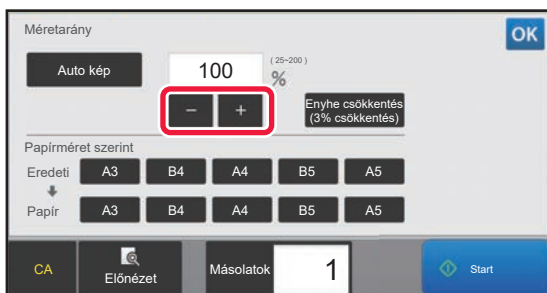 Méretarány
OK
Auto kép
100
(25~200)
%
− +
Enyhe csökkentés
(3% csökkentés)
Papírméret szerint
Eredeti A3 B4 A4 B5 A5
Papír A3 B4 A4 B5 A5
CA
Előnézet
Másolatok 1
Start